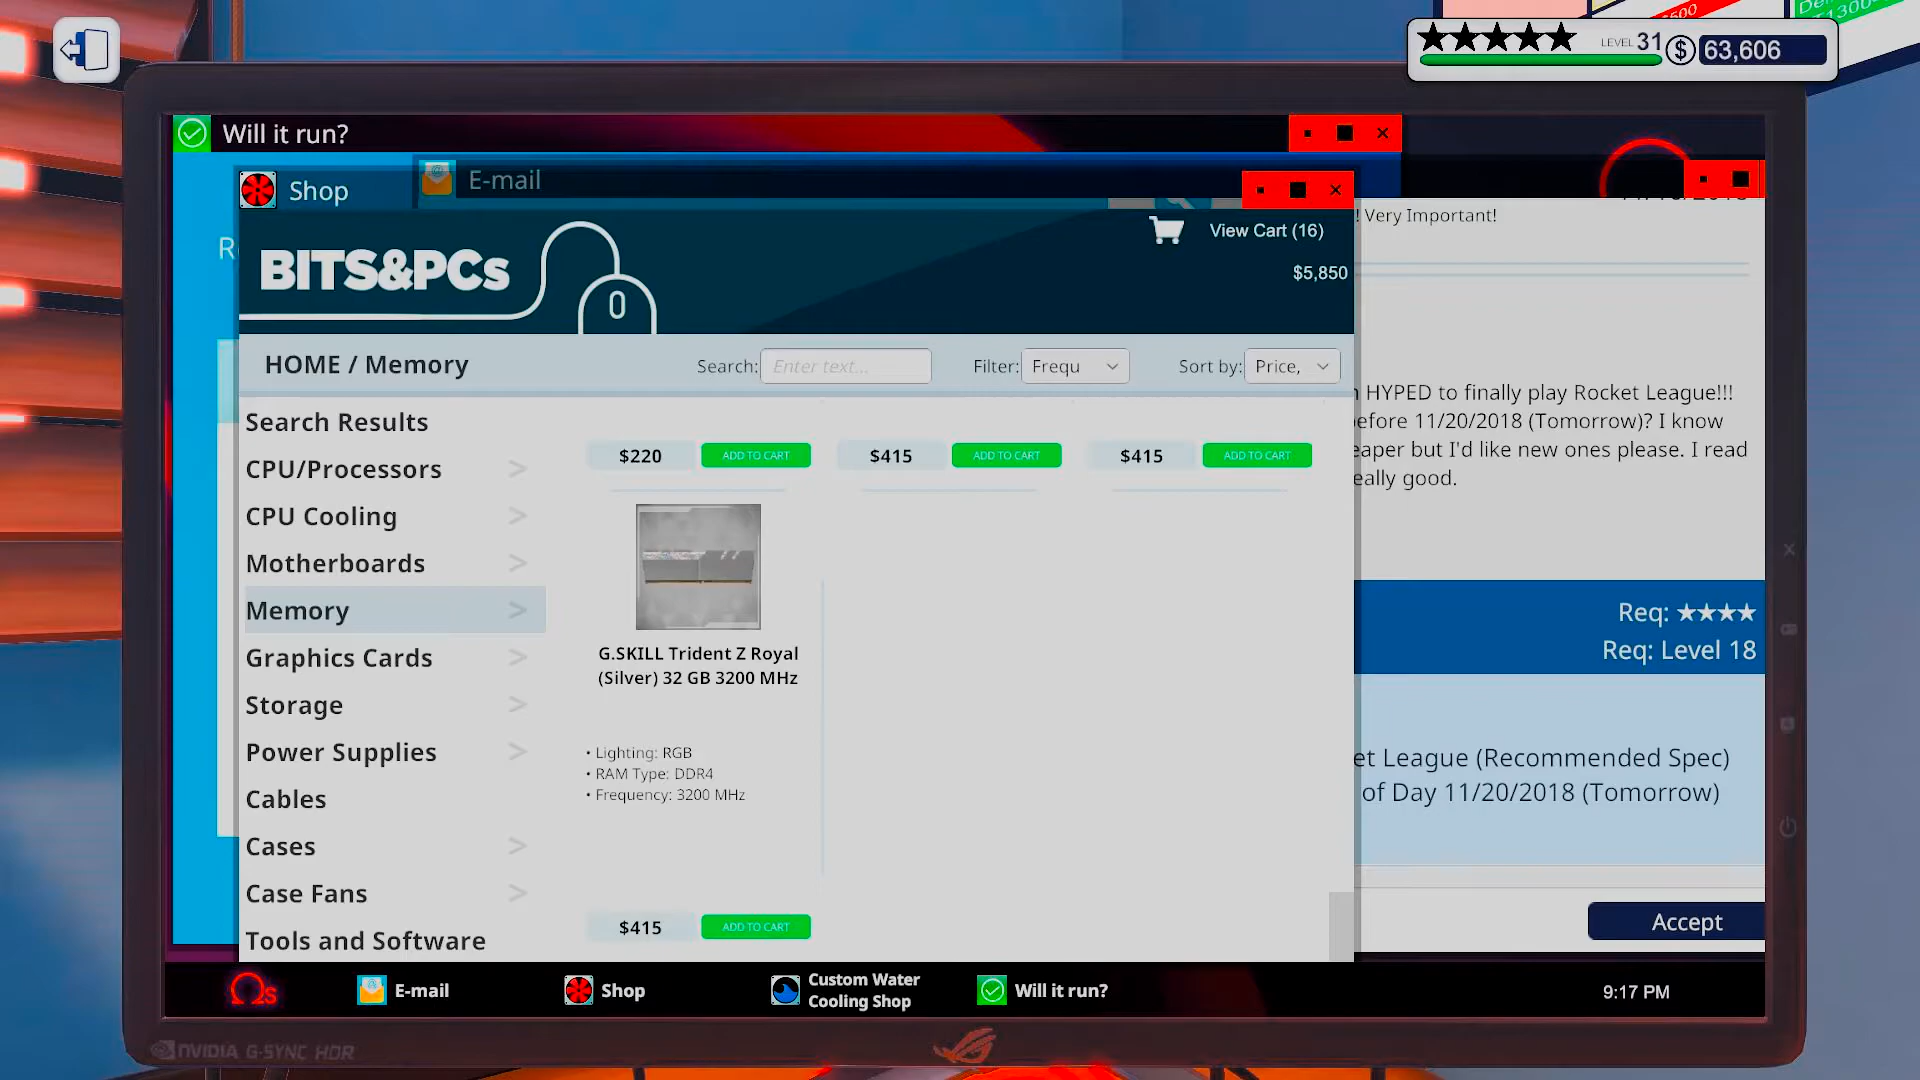 LEVEL 31
$ 63,606
Will it run?
E-mail
Shop
View Cart (16)
! Very Important!
BITS&PCs
$5,850
HOME / Memory
Search:
Enter text...
Filter:
Frequ
Sort by:
Price,
HYPED to finally play Rocket League!!!
efore 11/20/2018 (Tomorrow)? I know
eaper but I'd like new ones please. I read
eally good.
Search Results
CPU/Processors >
CPU Cooling >
Motherboards >
Memory >
Graphics Cards >
Storage >
Power Supplies >
Cables
Cases >
Case Fans >
Tools and Software
$220
ADD TO CART
$415
ADD TO CART
$415
ADD TO CART
G.SKILL Trident Z Royal
(Silver) 32 GB 3200 MHz
• Lighting: RGB
• RAM Type: DDR4
• Frequency: 3200 MHz
$415
ADD TO CART
Req: ★★★★
Req: Level 18
et League (Recommended Spec)
of Day 11/20/2018 (Tomorrow)
Accept
E-mail
Shop
Custom Water
Cooling Shop
Will it run?
9:17 PM
NVIDIA G-SYNC HDR